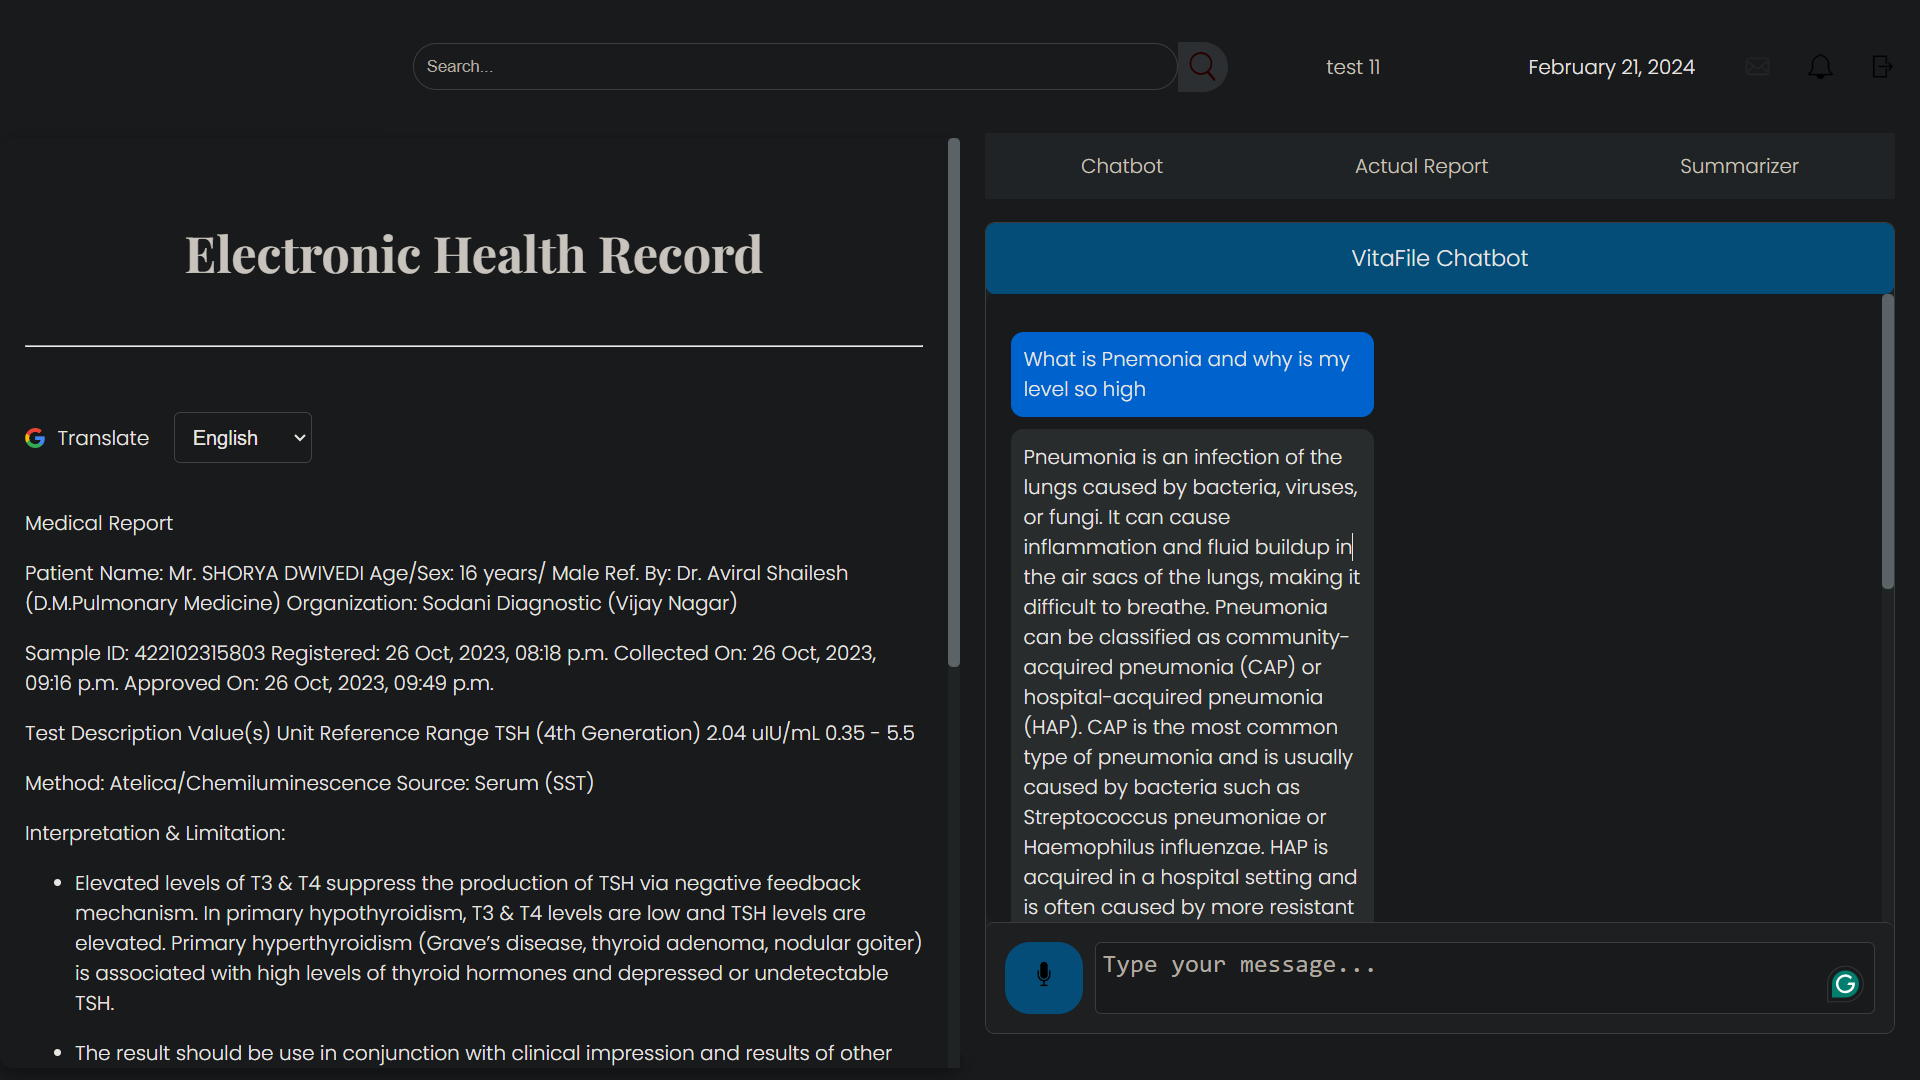 Search...
test 11
February 21, 2024
Electronic Health Record
Translate
English
Medical Report
Patient Name: Mr. SHORYA DWIVEDI Age/Sex: 16 years/ Male Ref. By: Dr. Aviral Shailesh
(D.M.Pulmonary Medicine) Organization: Sodani Diagnostic (Vijay Nagar)
Sample ID: 422102315803 Registered: 26 Oct, 2023, 08:18 p.m. Collected On: 26 Oct, 2023,
09:16 p.m. Approved On: 26 Oct, 2023, 09:49 p.m.
Test Description Value(s) Unit Reference Range TSH (4th Generation) 2.04 uIU/mL 0.35 - 5.5
Method: Atelica/Chemiluminescence Source: Serum (SST)
Interpretation & Limitation:
• Elevated levels of T3 & T4 suppress the production of TSH via negative feedback
mechanism. In primary hypothyroidism, T3 & T4 levels are low and TSH levels are
elevated. Primary hyperthyroidism (Grave’s disease, thyroid adenoma, nodular goiter)
is associated with high levels of thyroid hormones and depressed or undetectable
TSH.
• The result should be use in conjunction with clinical impression and results of other
Chatbot
Actual Report
Summarizer
VitaFile Chatbot
What is Pnemonia and why is my
level so high
Pneumonia is an infection of the
lungs caused by bacteria, viruses,
or fungi. It can cause
inflammation and fluid buildup in
the air sacs of the lungs, making it
difficult to breathe. Pneumonia
can be classified as community-
acquired pneumonia (CAP) or
hospital-acquired pneumonia
(HAP). CAP is the most common
type of pneumonia and is usually
caused by bacteria such as
Streptococcus pneumoniae or
Haemophilus influenzae. HAP is
acquired in a hospital setting and
is often caused by more resistant
Type your message...